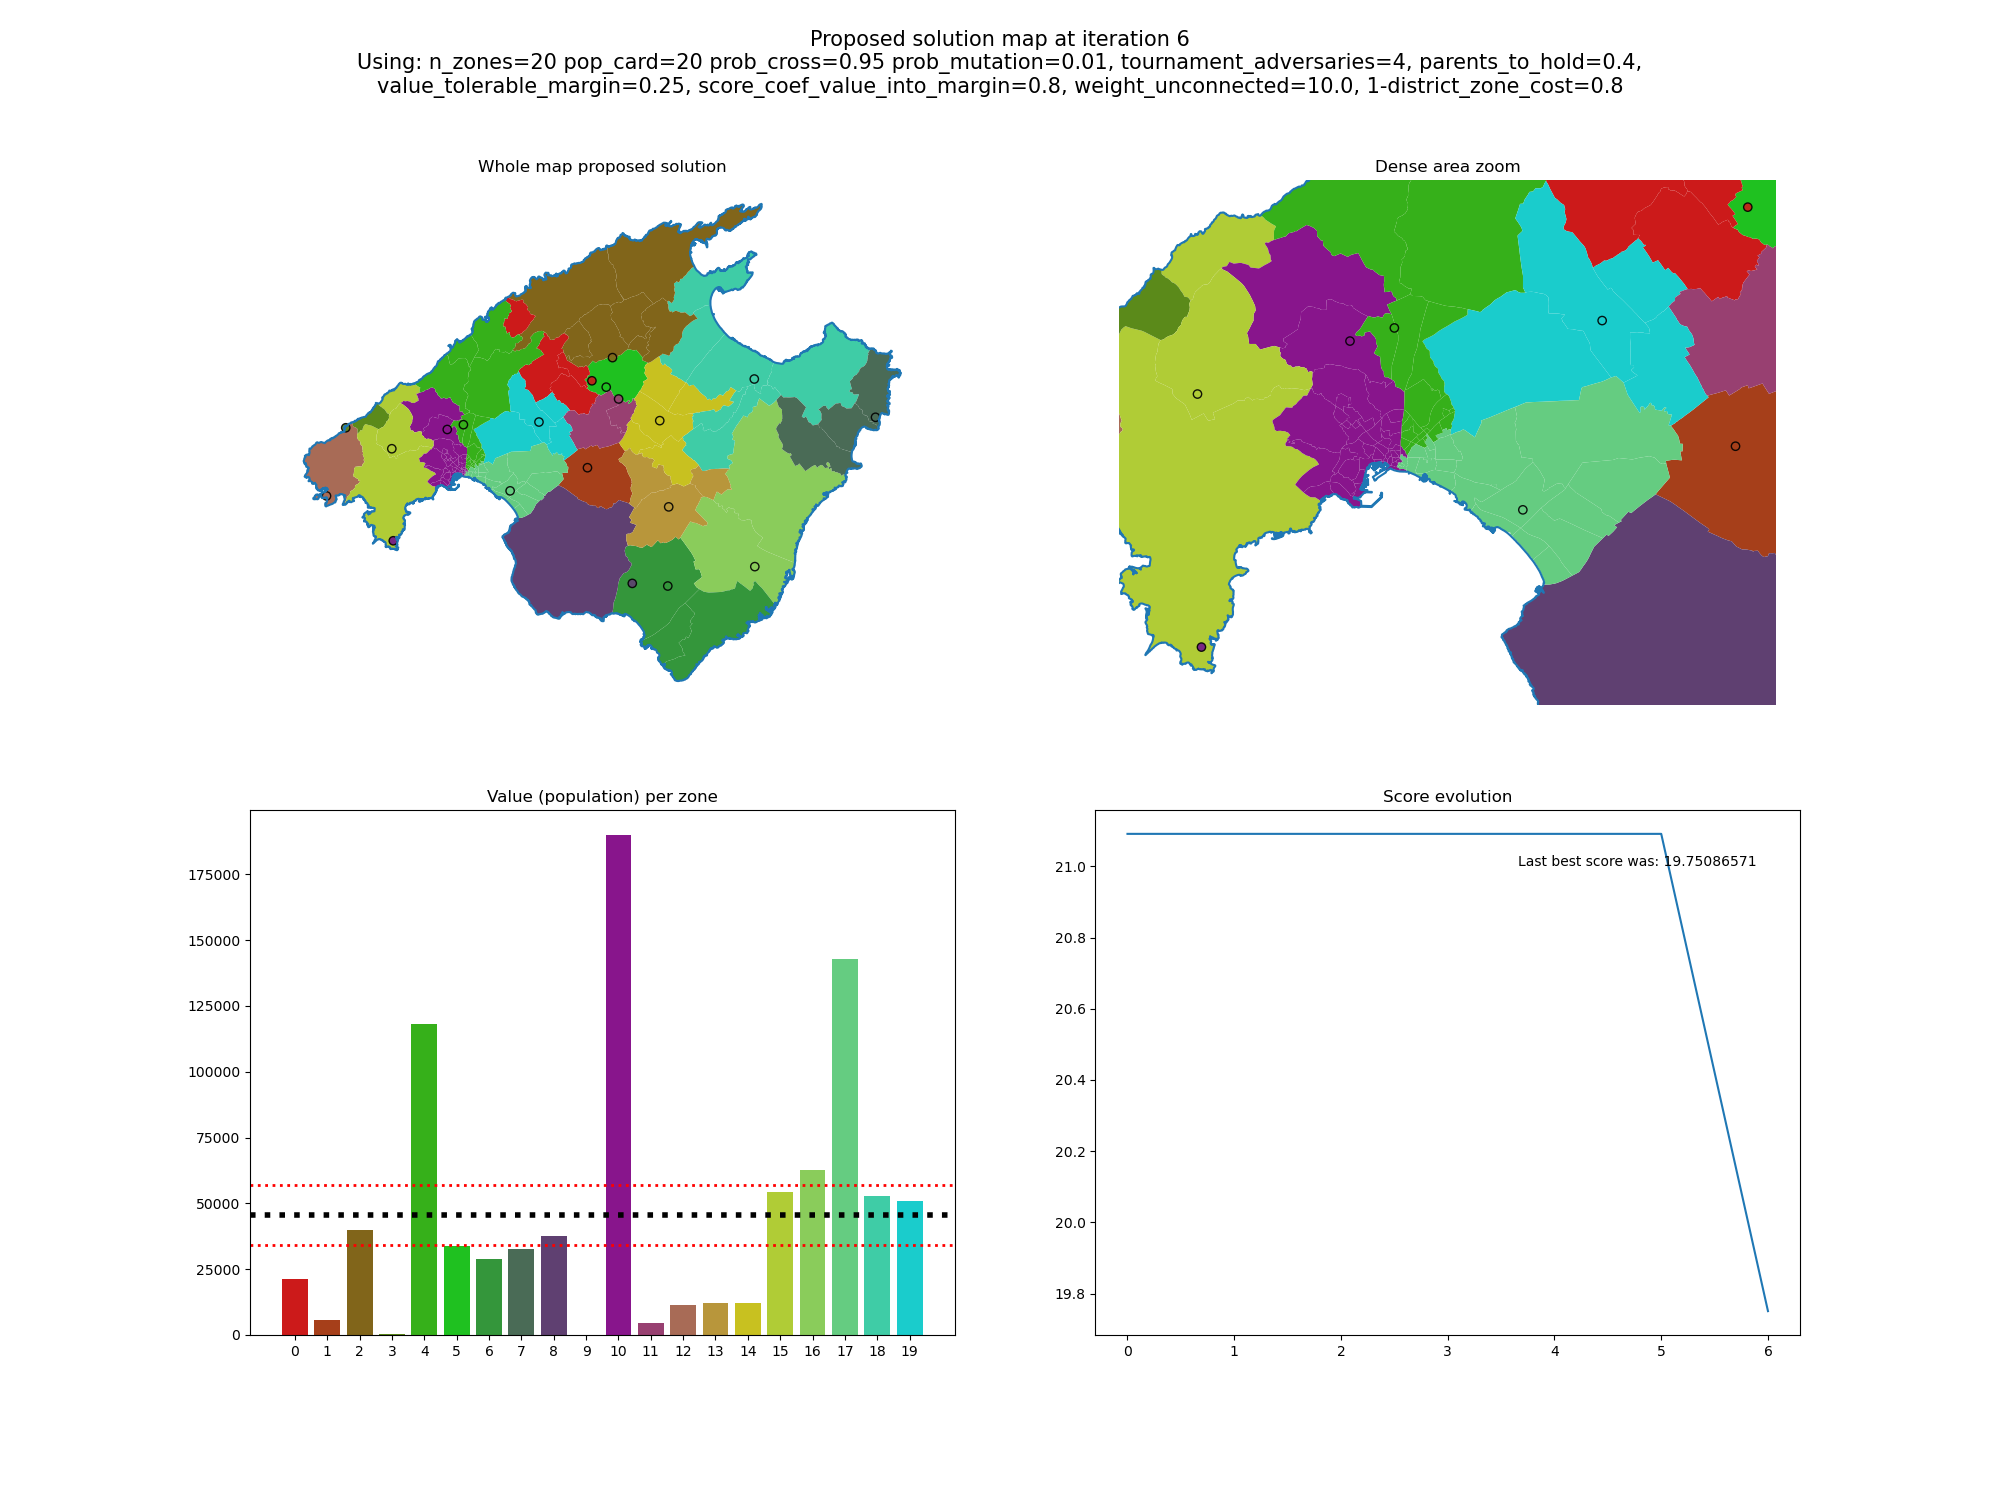 Proposed solution map at iteration 6
Using: n_zones=20 pop_card=20 prob_cross=0.95 prob_mutation=0.01, tournament_adversaries=4, parents_to_hold=0.4,
value_tolerable_margin=0.25, score_coef_value_into_margin=0.8, weight_unconnected=10.0, 1-district_zone_cost=0.8
Whole map proposed solution
Dense area zoom
Value (population) per zone
175000
150000
125000
100000
75000
50000
25000
0
0 1 2 3 4 5 6 7 8 9 10 11 12 13 14 15 16 17 18 19
Score evolution
Last best score was: 19.75086571
21.0
20.8
20.6
20.4
20.2
20.0
19.8
0 1 2 3 4 5 6